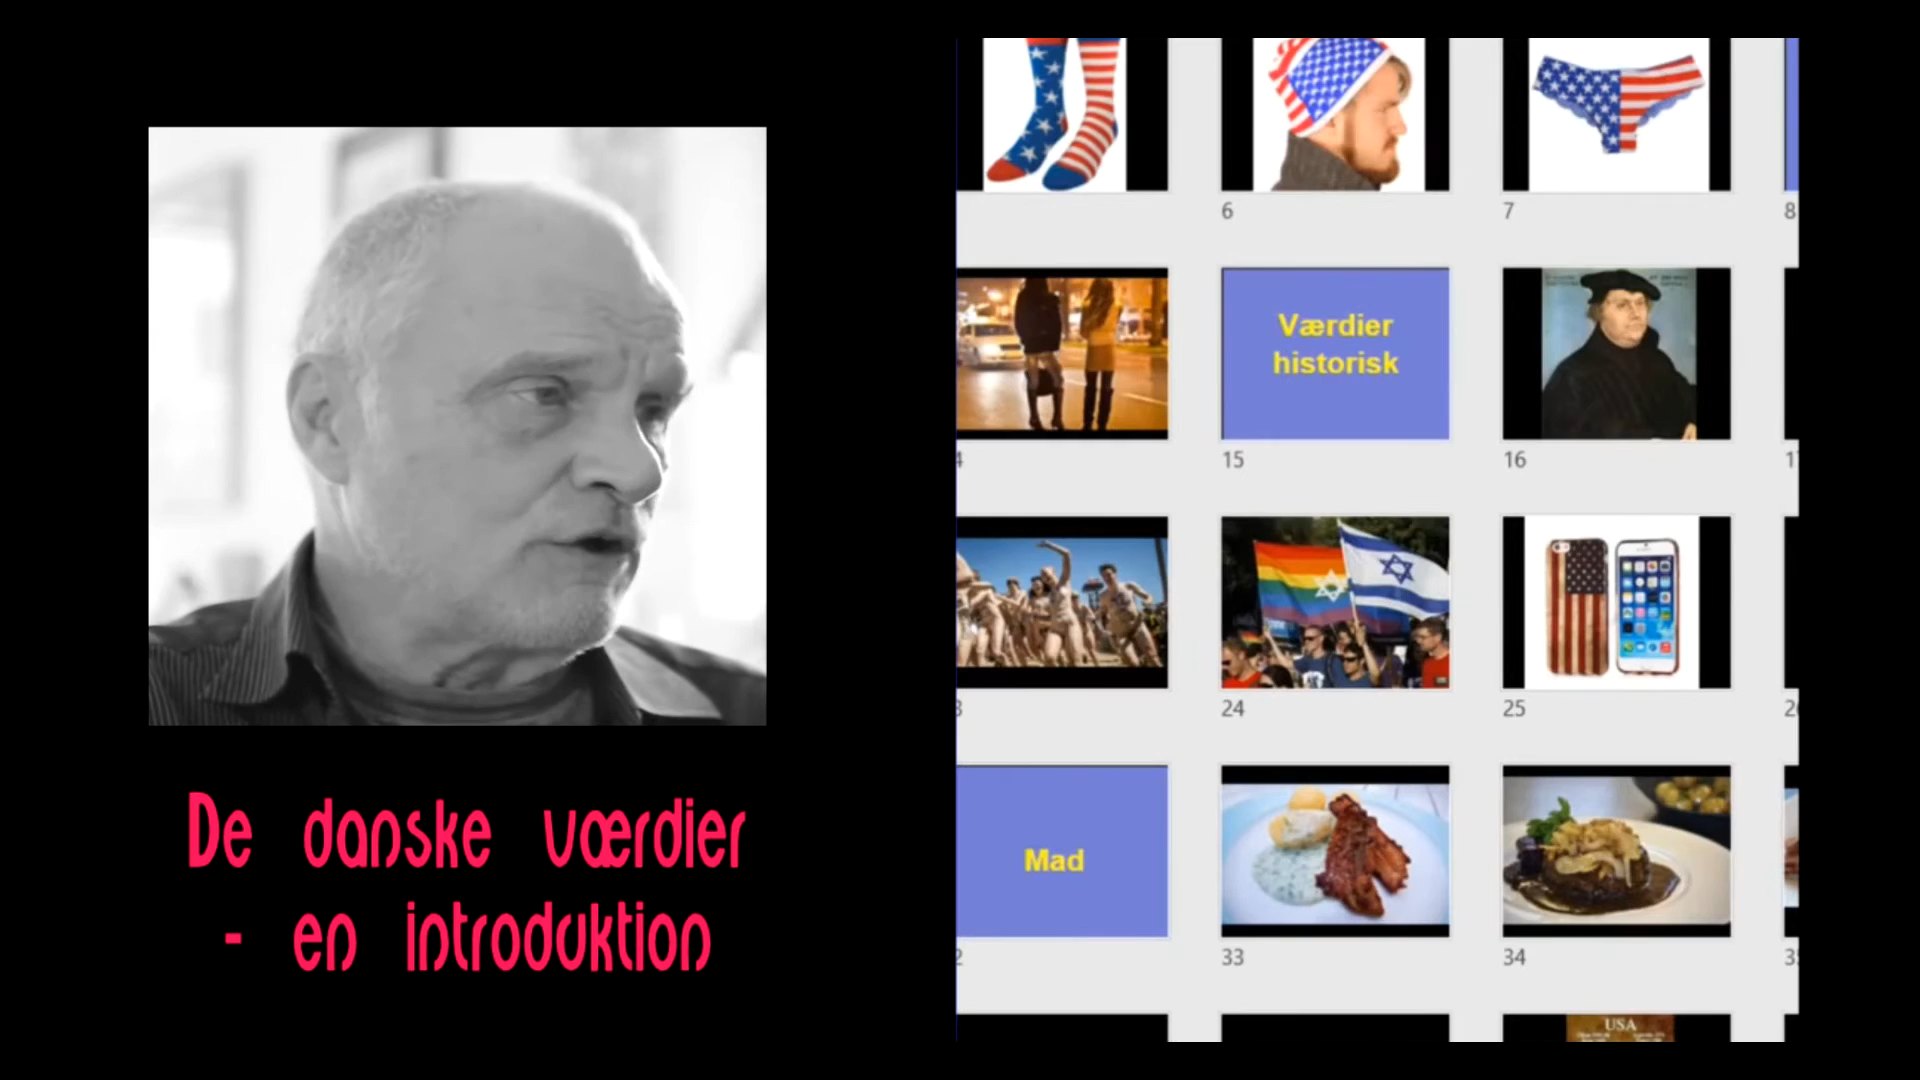 De danske værdier
- en introduktion
6
7
8
Værdier
historisk
15
16
24
25
Mad
33
34
USA